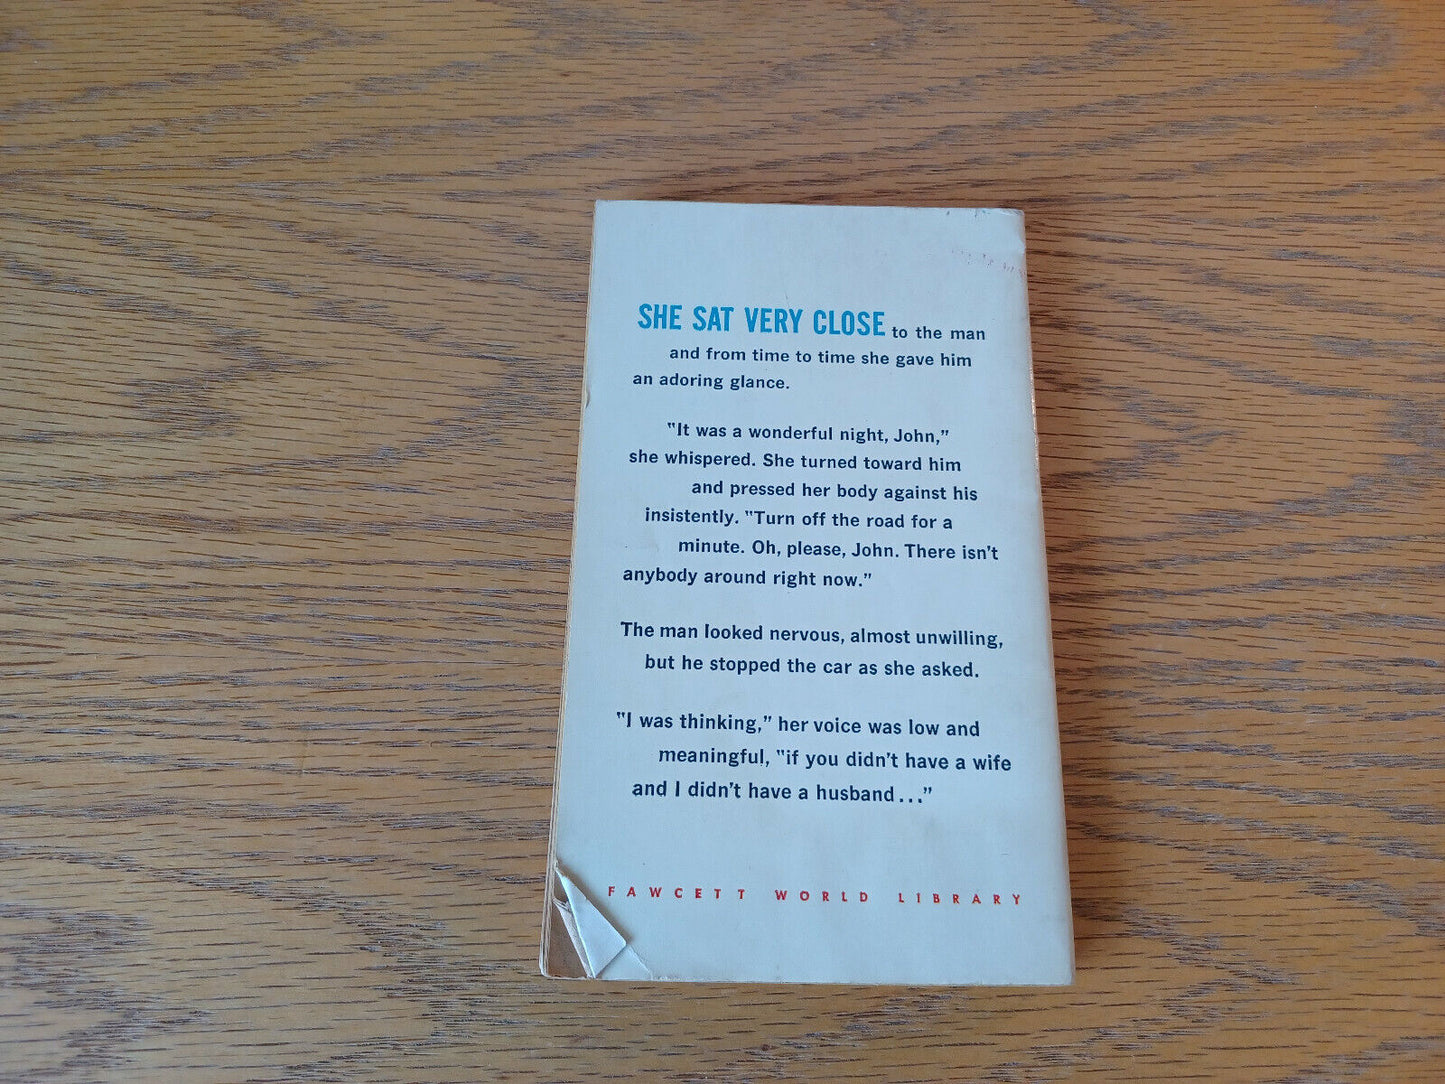 SHE SAT VERY CLOSE to the man
and from time to time she gave him
an adoring glance.
"It was a wonderful night, John,"
she whispered. She turned toward him
and pressed her body against his
insistently. "Turn off the road for a
minute. Oh, please, John. There isn't
anybody around right now."
The man looked nervous, almost unwilling,
but he stopped the car as she asked.
"I was thinking," her voice was low and
meaningful, "if you didn't have a wife
and I didn't have a husband..."
FAWCETT WORLD LIBRARY